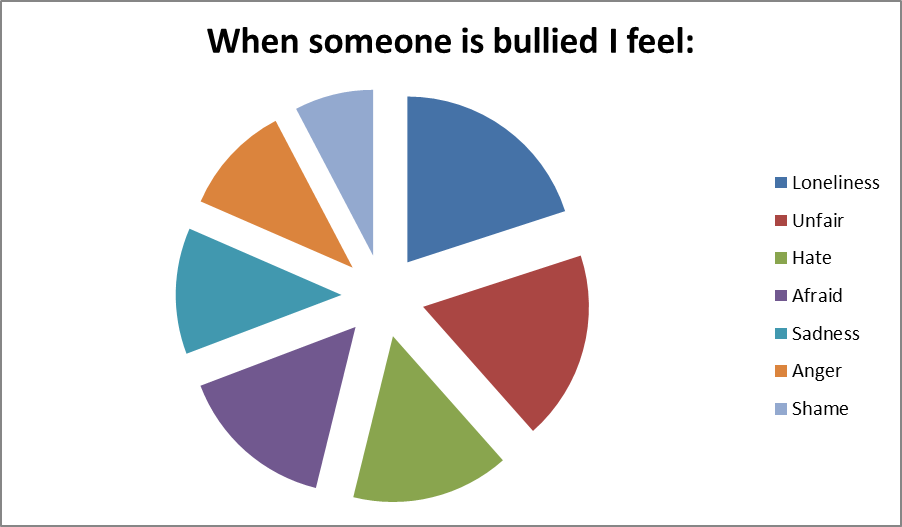 When someone is bullied I feel:
Loneliness
Unfair
Hate
Afraid
Sadness
Anger
Shame